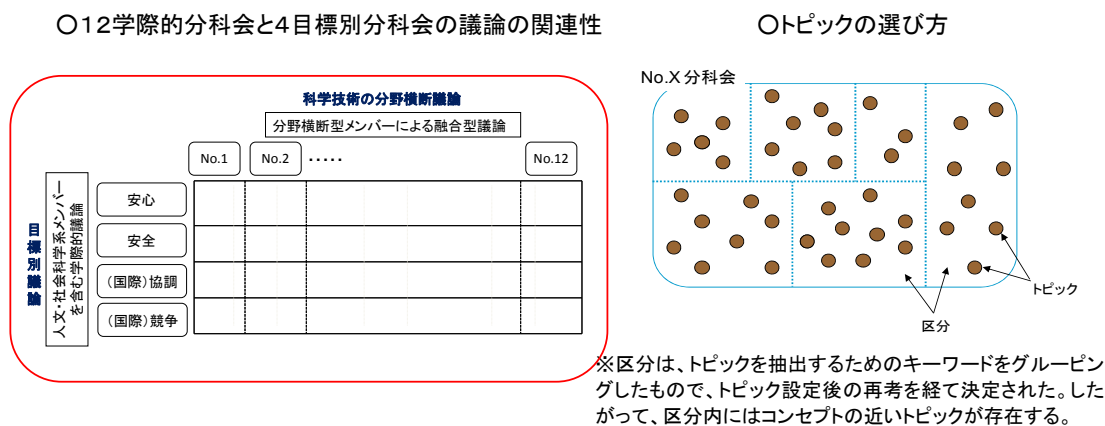 〇12学際的分科会と4目標別分科会の議論の関連性
科学技術の分野横断議論
分野横断型メンバーによる融合型議論
No.1
No.2
・・・・・
No.12
目標別議論
人文・社会科学系メンバー
を含む学際的議論
安心
安全
(国際)協調
(国際)競争
〇トピックの選び方
No.X 分科会
トピック
区分
※区分は、トピックを抽出するためのキーワードをグルーピン
グしたもので、トピック設定後の再考を経て決定された。した
がって、区分内にはコンセプトの近いトピックが存在する。